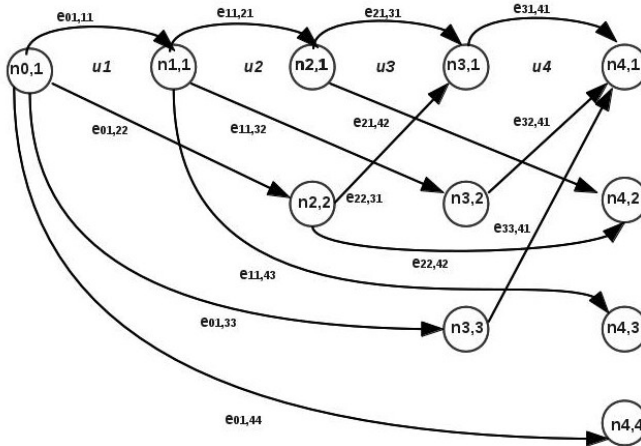 e01,11 e11,21 e21,31 e31,41
n0,1 u1 n1,1 u2 n2,1 u3 n3,1 u4 n4,1
e01,22 e11,32 e21,42 e32,41
n2,2 e22,31 n3,2 n4,2
e33,41
e11,43 e22,42
e01,33 n3,3 n4,3
e01,44 n4,4